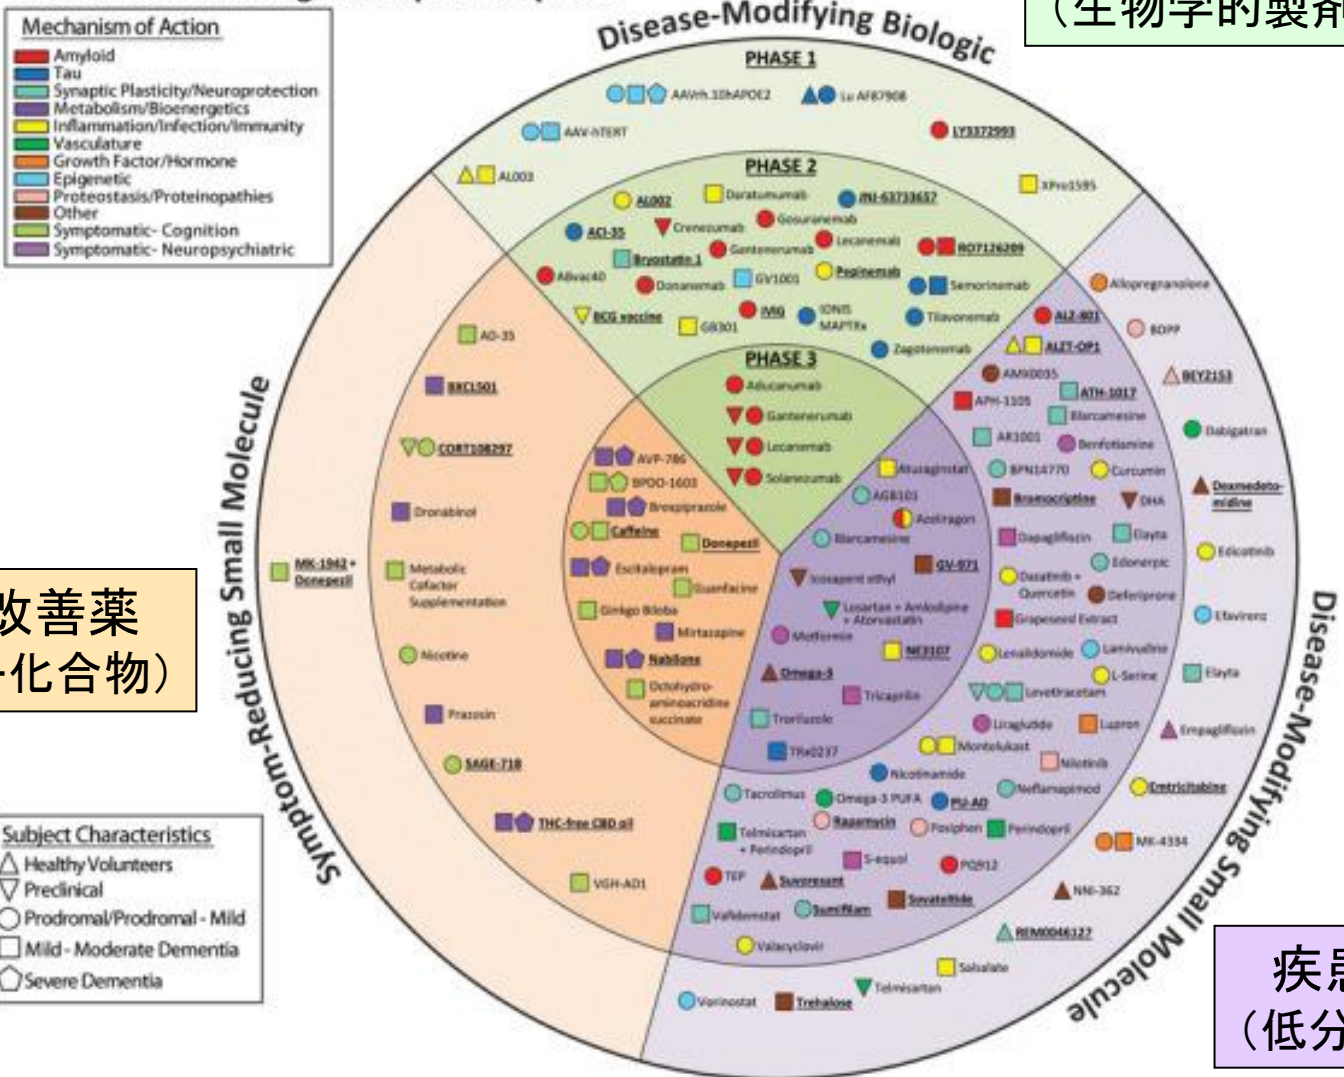 (生物学的製剤
Mechanism of Action
Amyloid
Tau
Synaptic Plasticity/Neuroprotection
Metabolism/Bioenergetics
Inflammation/Infection/Immunity
Vasculature
Growth Factor/Hormone
Epigenetic
Proteostasis/Proteinopathies
Other
Symptomatic- Cognition
Symptomatic- Neuropsychiatric
Disease-Modifying Biologic
PHASE 1
AAVrh.10hAPOE2
Lu AF87908
AAV-hTERT
LY3372993
AL003
XPro1595
PHASE 2
AL002
Daratumumab
JNJ-63733657
ACI-35
Crenezumab
Gosuranemab
Lecanemab
Gantenerumab
RO7126209
Bryostatin 1
ABvac40
Donanemab
GV1001
Pepinemab
Semorinemab
BCG vaccine
GB301
IVIG
IONIS
MAPTRx
Tilavonemab
Zagotenemab
PHASE 3
Aducanumab
Gantenerumab
Lecanemab
Solanezumab
Symptom-Reducing Small Molecule
MK-1942 +
Donepezil
AD-35
BXCL501
CORT108297
Dronabinol
Metabolic
Cofactor
Supplementation
Nicotine
Prazosin
SAGE-718
THC-free CBD oil
VGH-AD1
AVP-786
BPDO-1603
Brexpiprazole
Caffeine
Donepezil
Escitalopram
Guanfacine
Ginkgo Biloba
Mirtazapine
Nabilone
Octohydro-
aminoacridine
succinate
Disease-Modifying Small Molecule
Atuzaginstat
AGB101
Azeliragon
Blarcamesine
GV-971
Icosapent ethyl
Losartan + Amlodipine
+ Atorvastatin
Metformin
NE3107
Omega-3
Tricaprilin
Troriluzole
TRx0237
ALZ-801
ALZT-OP1
AMX0035
ATH-1017
APH-1105
Blarcamesine
AR1001
Benfotiamine
BPN14770
Curcumin
Bromocriptine
DHA
Dapagliflozin
Elayta
Edonerpic
Dasatinib +
Quercetin
Deferiprone
Grapeseed Extract
Lenalidomide
Lamivudine
L-Serine
Levetiracetam
Liraglutide
Lupron
Montelukast
Nilotinib
Nicotinamide
Neflamapimod
Tacrolimus
Omega-3 PUFA
PU-AD
Rapamycin
Posiphen
Perindopril
Telmisartan
+ Perindopril
S-equol
PQ912
TEP
Suvorexant
Sovateltide
Vafidemstat
Sumifilam
Valacyclovir
Allopregnanolone
BDPP
BEY2153
Dabigatran
Dexmedeto-
midine
Edicotinib
Efavirenz
Elayta
Empagliflozin
Emtricitabine
MK-4334
NNI-362
REM0046127
Salsalate
Telmisartan
Trehalose
Vorinostat
改善薬
化合物)
Subject Characteristics
Healthy Volunteers
Preclinical
Prodromal/Prodromal - Mild
Mild - Moderate Dementia
Severe Dementia
疾患
(低分